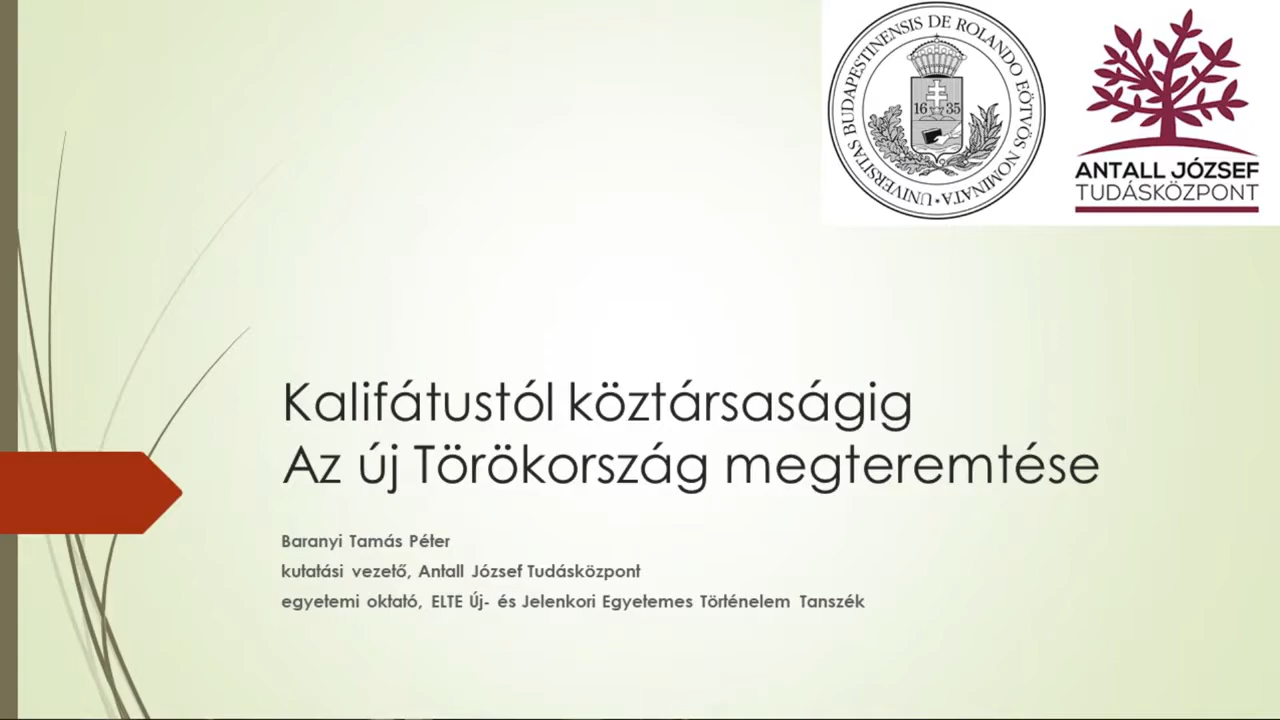 UNIVERSITAS BUDAPESTINENSIS DE ROLANDO EÖTVÖS NOMINATA
16 35
ANTALL JÓZSEF
TUDÁSKÖZPONT
Kalifátustól köztársaságig
Az új Törökország megteremtése
Baranyi Tamás Péter
kutatási vezető, Antall József Tudásközpont
egyetemi oktató, ELTE Új- és Jelenkori Egyetemes Történelem Tanszék